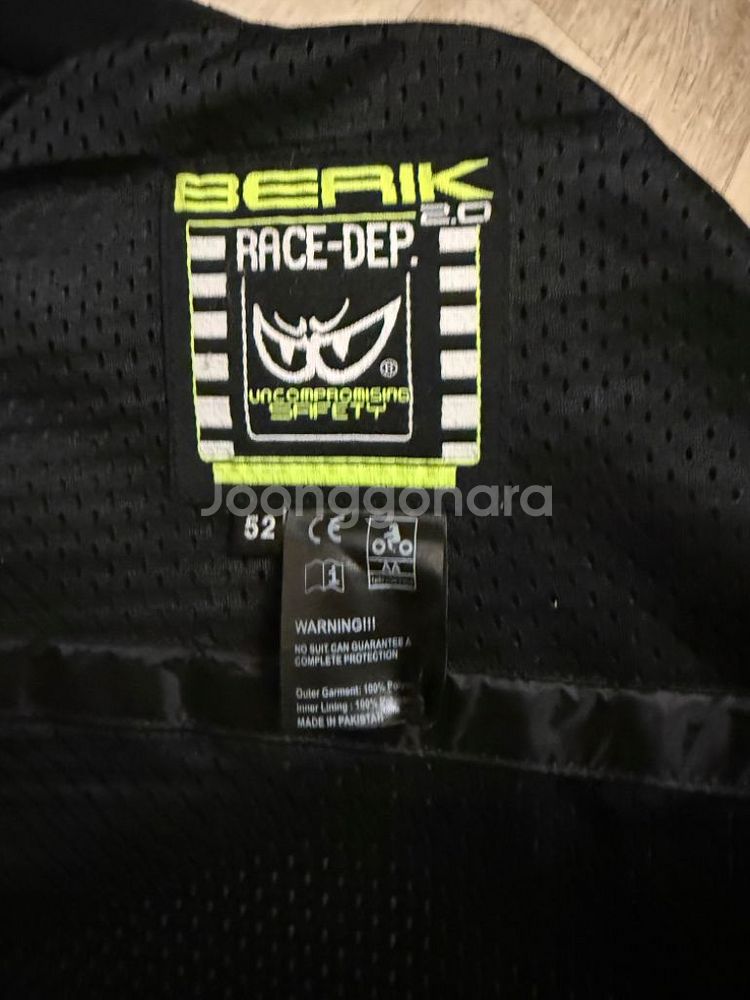 BERIK
2.0
RACE-DEP.
UNCOMPROMISING
SAFETY
Joonggonara
52
CE
WARNING!!!
NO SUIT CAN GUARANTEE A
COMPLETE PROTECTION
Outer Garment: 100%
Inner Lining : 100%
MADE IN PAKISTAN